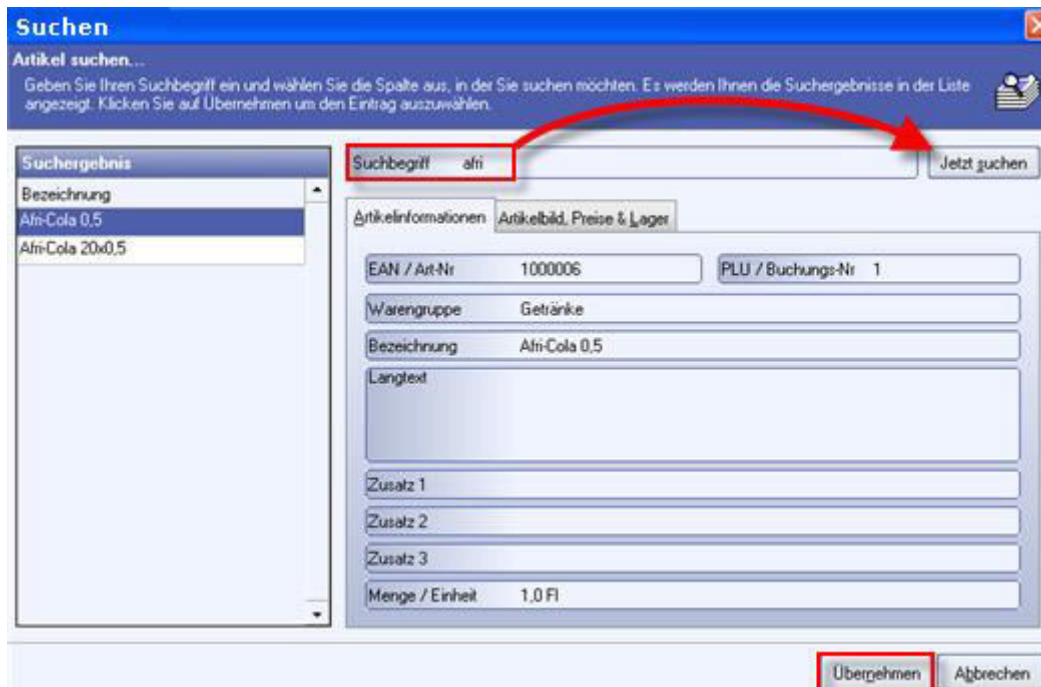 Suchen
Artikel suchen...
Geben Sie Ihren Suchbegriff ein und wählen Sie die Spalte aus, in der Sie suchen möchten. Es werden Ihnen die Suchergebnisse in der Liste
angezeigt. Klicken Sie auf Übernehmen um den Eintrag auszuwählen.
Suchergebnis
Bezeichnung
Afri-Cola 0,5
Afri-Cola 20x0,5
Suchbegriff afri
Jetzt suchen
Artikelinformationen Artikelbild, Preise & Lager
EAN / Art-Nr 1000006 PLU / Buchungs-Nr 1
Warengruppe Getränke
Bezeichnung Afri-Cola 0,5
Langtext
Zusatz 1
Zusatz 2
Zusatz 3
Menge / Einheit 1,0 Fl
Übernehmen Abbrechen